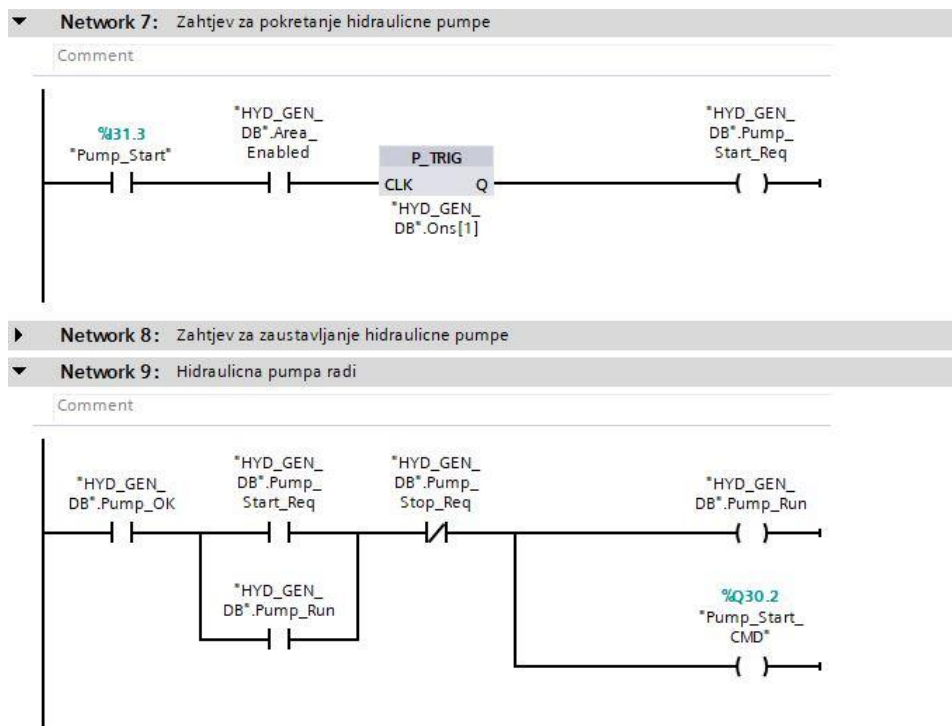 Network 7: Zahtjev za pokretanje hidraulicne pumpe
Comment
%I31.3
"Pump_Start"
"HYD_GEN_
DB".Area_
Enabled
P_TRIG
CLK Q
"HYD_GEN_
DB".Ons[1]
"HYD_GEN_
DB".Pump_
Start_Req
Network 8: Zahtjev za zaustavljanje hidraulicne pumpe
Network 9: Hidraulicna pumpa radi
Comment
"HYD_GEN_
DB".Pump_OK
"HYD_GEN_
DB".Pump_
Start_Req
"HYD_GEN_
DB".Pump_
Stop_Req
"HYD_GEN_
DB".Pump_Run
"HYD_GEN_
DB".Pump_Run
%Q30.2
"Pump_Start_
CMD"